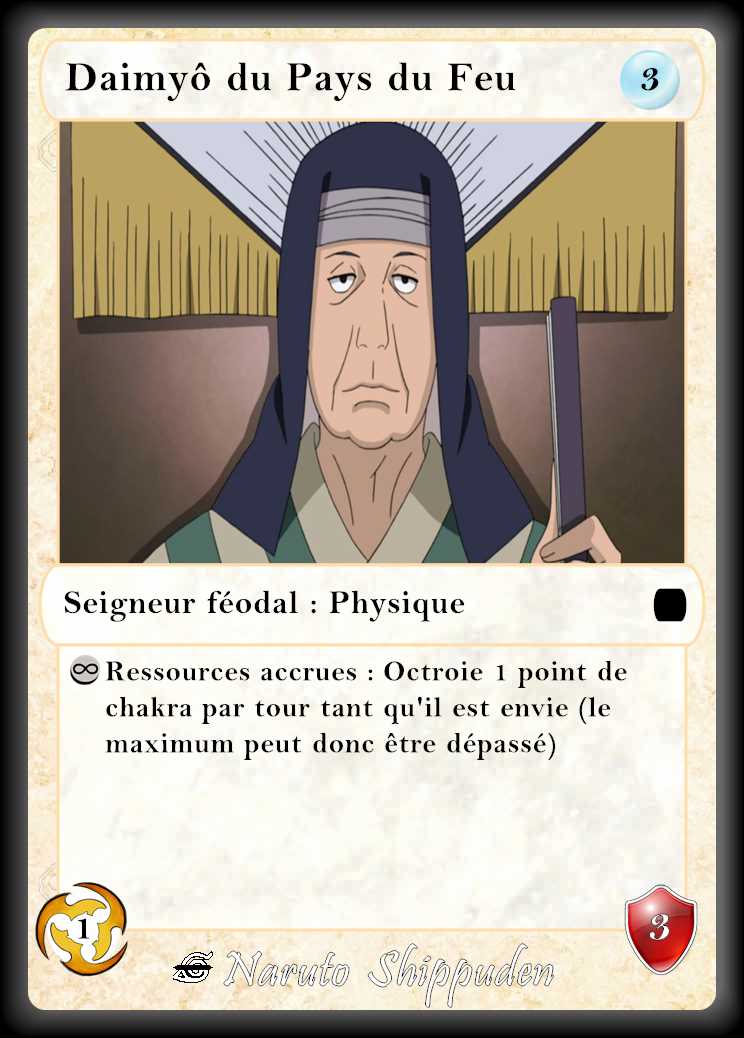 Daimyô du Pays du Feu
3
Seigneur féodal : Physique
Ressources accrues : Octroie 1 point de
chakra par tour tant qu'il est envie (le
maximum peut donc être dépassé)
1
3
Naruto Shippuden